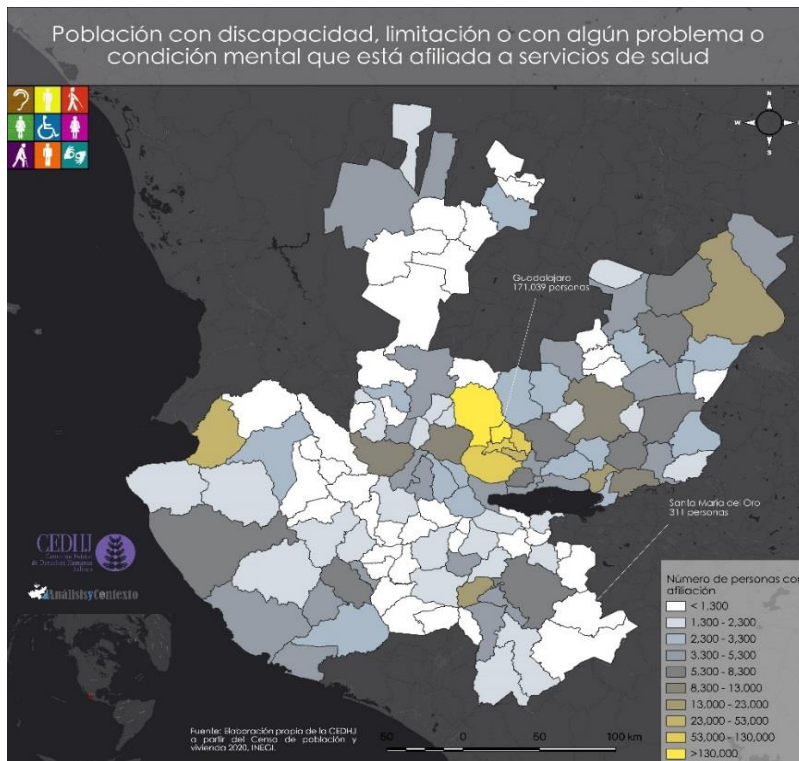 Población con discapacidad, limitación o con algún problema o
condición mental que está afiliada a servicios de salud
W
S
Guadalajara
171,039 personas
Santa María del Oro
311 personas
CEDHJ
AnálisisyContexto
Número de personas con
afiliación
< 1,300
1,300 - 2,300
2,300 - 3,300
3,300 - 5,300
5,300 - 8,300
8,300 - 13,000
13,000 - 23,000
23,000 - 53,000
53,000 - 130,000
>130,000
Fuente: Elaboración propia de la CEDHJ
a partir del Censo de población y
vivienda 2020, INEGI.
50 0 50 100 km